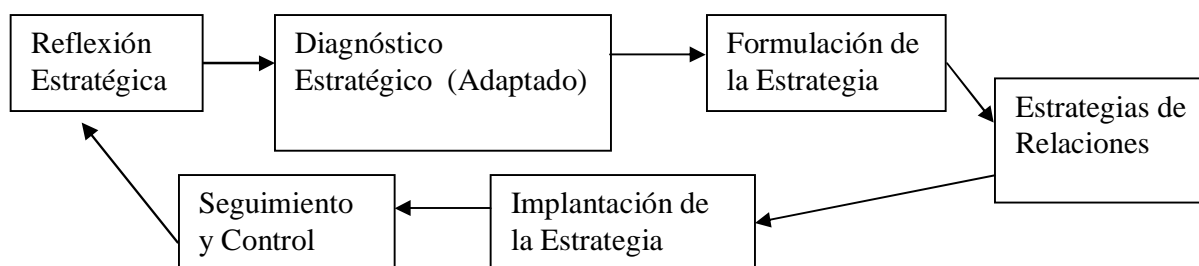 Reflexión
Estratégica
Diagnóstico
Estratégico (Adaptado)
Formulación de
la Estrategia
Estrategias de
Relaciones
Implantación de
la Estrategia
Seguimiento
y Control